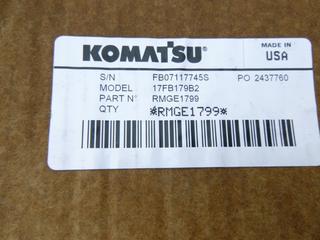 KOMATSU
MADE IN
USA
S/N FB07117745S PO 2437760
MODEL 17FB179B2
PART N° RMGE1799
QTY *RMGE1799*